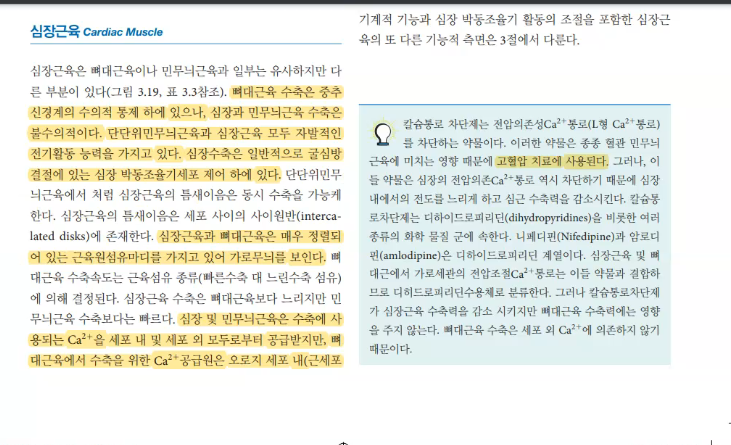 심장근육 Cardiac Muscle
심장근육은 뼈대근육이나 민무늬근육과 일부는 유사하지만 다
른 부분이 있다(그림 3.19, 표 3.3참조). 뼈대근육 수축은 중추
신경계의 수의적 통제 하에 있으나, 심장과 민무늬근육 수축은
불수의적이다. 단단위민무늬근육과 심장근육 모두 자발적인
전기활동 능력을 가지고 있다. 심장수축은 일반적으로 굴심방
결절에 있는 심장 박동조율기세포 제어 하에 있다. 단단위민무
늬근육에서 처럼 심장근육의 틈새이음은 동시 수축을 가능케
한다. 심장근육의 틈새이음은 세포 사이의 사이원반(interca-
lated disks)에 존재한다. 심장근육과 뼈대근육은 매우 정렬되
어 있는 근육원섬유마디를 가지고 있어 가로무늬를 보인다. 뼈
대근육 수축속도는 근육섬유 종류(빠른수축 대 느린수축 섬유)
에 의해 결정된다. 심장근육 수축은 뼈대근육보다 느리지만 민
무늬근육 수축보다는 빠르다. 심장 및 민무늬근육은 수축에 사
용되는 Ca²⁺을 세포 내 및 세포 외 모두로부터 공급받지만, 뼈
대근육에서 수축을 위한 Ca²⁺공급원은 으로지 세포 내(근세포
기계적 기능과 심장 박동조율기 활동의 조절을 포함한 심장근
육의 또 다른 기능적 측면은 3절에서 다룬다.
칼슘통로 차단제는 전압의존성Ca²⁺통로(L형 Ca²⁺통로)
를 차단하는 약물이다. 이러한 약물은 종종 혈관 민무늬
근육에 미치는 영향 때문에 고혈압 치료에 사용된다. 그러나, 이
들 약물은 심장의 전압의존Ca²⁺통로 역시 차단하기 때문에 심장
내에서의 전도를 느리게 하고 심근 수축력을 감소시킨다. 칼슘통
로차단제는 디하이드로피리딘(dihydropyridines)을 비롯한 여러
종류의 화학 물질 군에 속한다. 니페디핀(Nifedipine)과 암로디
핀(amlodipine)은 디하이드로피리딘 계열이다. 심장근육 및 뼈
대근에서 가로세관의 전압조절Ca²⁺통로는 이들 약물과 결합하
므로 디히드로피리딘수용체로 분류한다. 그러나 칼슘통로차단제
가 심장근육 수축력을 감소 시키지만 뼈대근육 수축력에는 영향
을 주지 않는다. 뼈대근육 수축은 세포 외 Ca²⁺에 의존하지 않기
때문이다.